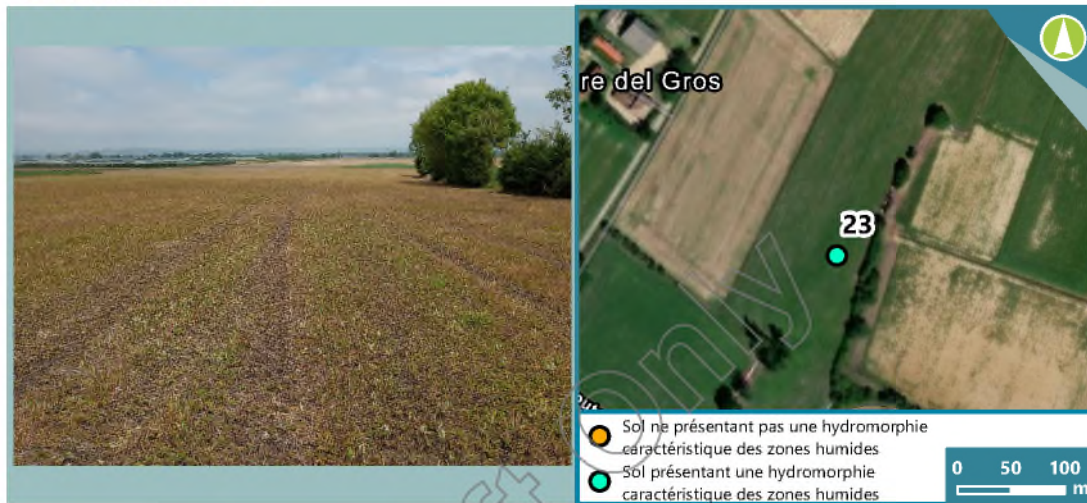 re del Gros
23
Sol ne présentant pas une hydromorphie
caractéristique des zones humides
Sol présentant une hydromorphie
caractéristique des zones humides
0 50 100
m
Only